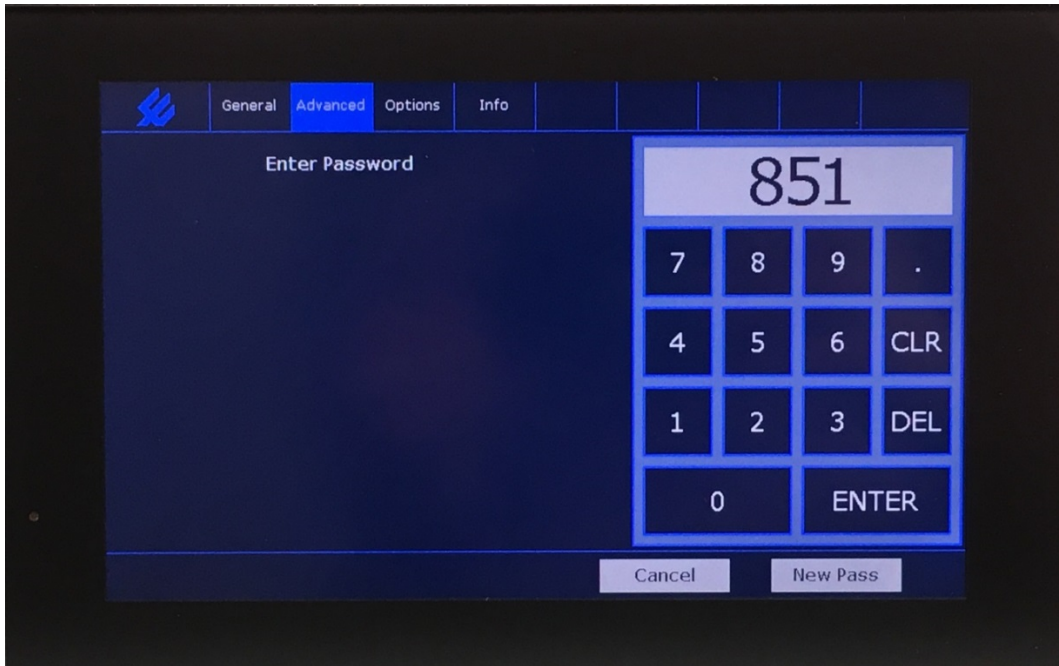 General Advanced Options Info
Enter Password
851
7 8 9 .
4 5 6 CLR
1 2 3 DEL
0 ENTER
Cancel New Pass